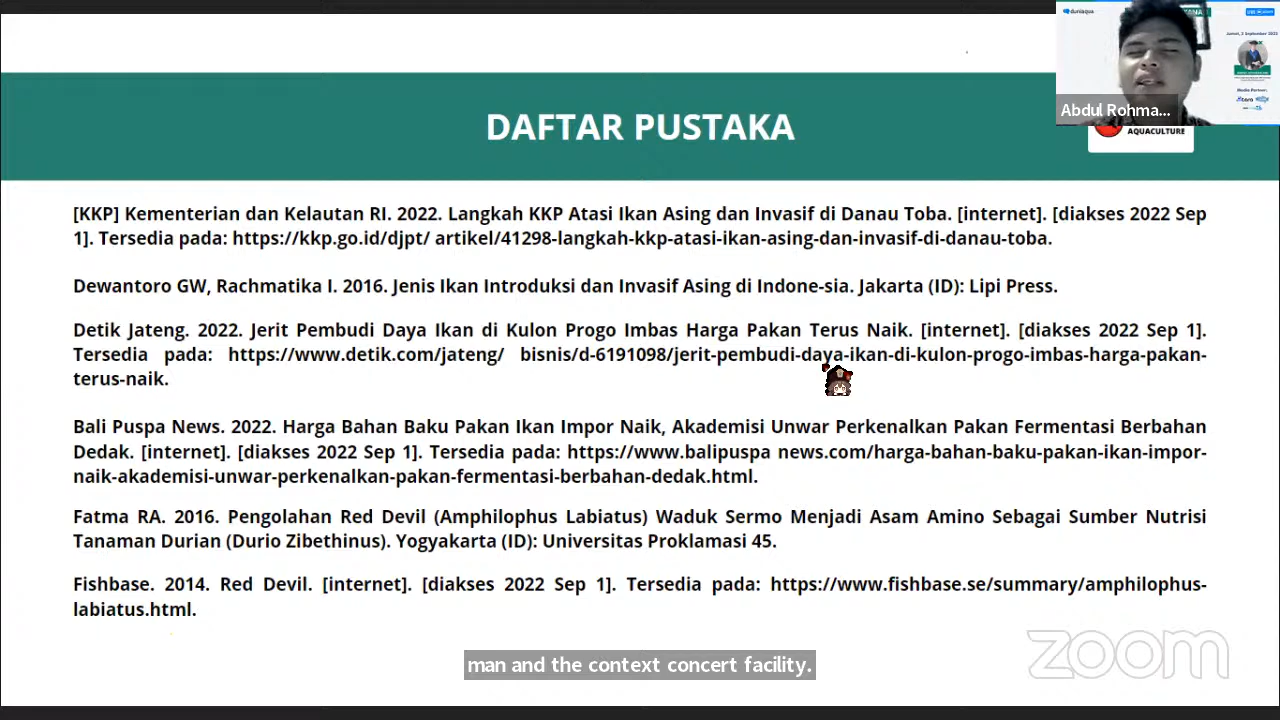 duniaqua
Jumat, 2 September 2022
Media Partner:
Abdul Rohma...
AQUACULTURE
DAFTAR PUSTAKA
[KKP] Kementerian dan Kelautan RI. 2022. Langkah KKP Atasi Ikan Asing dan Invasif di Danau Toba. [internet]. [diakses 2022 Sep
1]. Tersedia pada: https://kkp.go.id/djpt/ artikel/41298-langkah-kkp-atasi-ikan-asing-dan-invasif-di-danau-toba.
Dewantoro GW, Rachmatika I. 2016. Jenis Ikan Introduksi dan Invasif Asing di Indone-sia. Jakarta (ID): Lipi Press.
Detik Jateng. 2022. Jerit Pembudi Daya Ikan di Kulon Progo Imbas Harga Pakan Terus Naik. [internet]. [diakses 2022 Sep 1].
Tersedia pada: https://www.detik.com/jateng/ bisnis/d-6191098/jerit-pembudi-daya-ikan-di-kulon-progo-imbas-harga-pakan-
terus-naik.
Bali Puspa News. 2022. Harga Bahan Baku Pakan Ikan Impor Naik, Akademisi Unwar Perkenalkan Pakan Fermentasi Berbahan
Dedak. [internet]. [diakses 2022 Sep 1]. Tersedia pada: https://www.balipuspa news.com/harga-bahan-baku-pakan-ikan-impor-
naik-akademisi-unwar-perkenalkan-pakan-fermentasi-berbahan-dedak.html.
Fatma RA. 2016. Pengolahan Red Devil (Amphilophus Labiatus) Waduk Sermo Menjadi Asam Amino Sebagai Sumber Nutrisi
Tanaman Durian (Durio Zibethinus). Yogyakarta (ID): Universitas Proklamasi 45.
Fishbase. 2014. Red Devil. [internet]. [diakses 2022 Sep 1]. Tersedia pada: https://www.fishbase.se/summary/amphilophus-
labiatus.html.
zoom
man and the context concert facility.